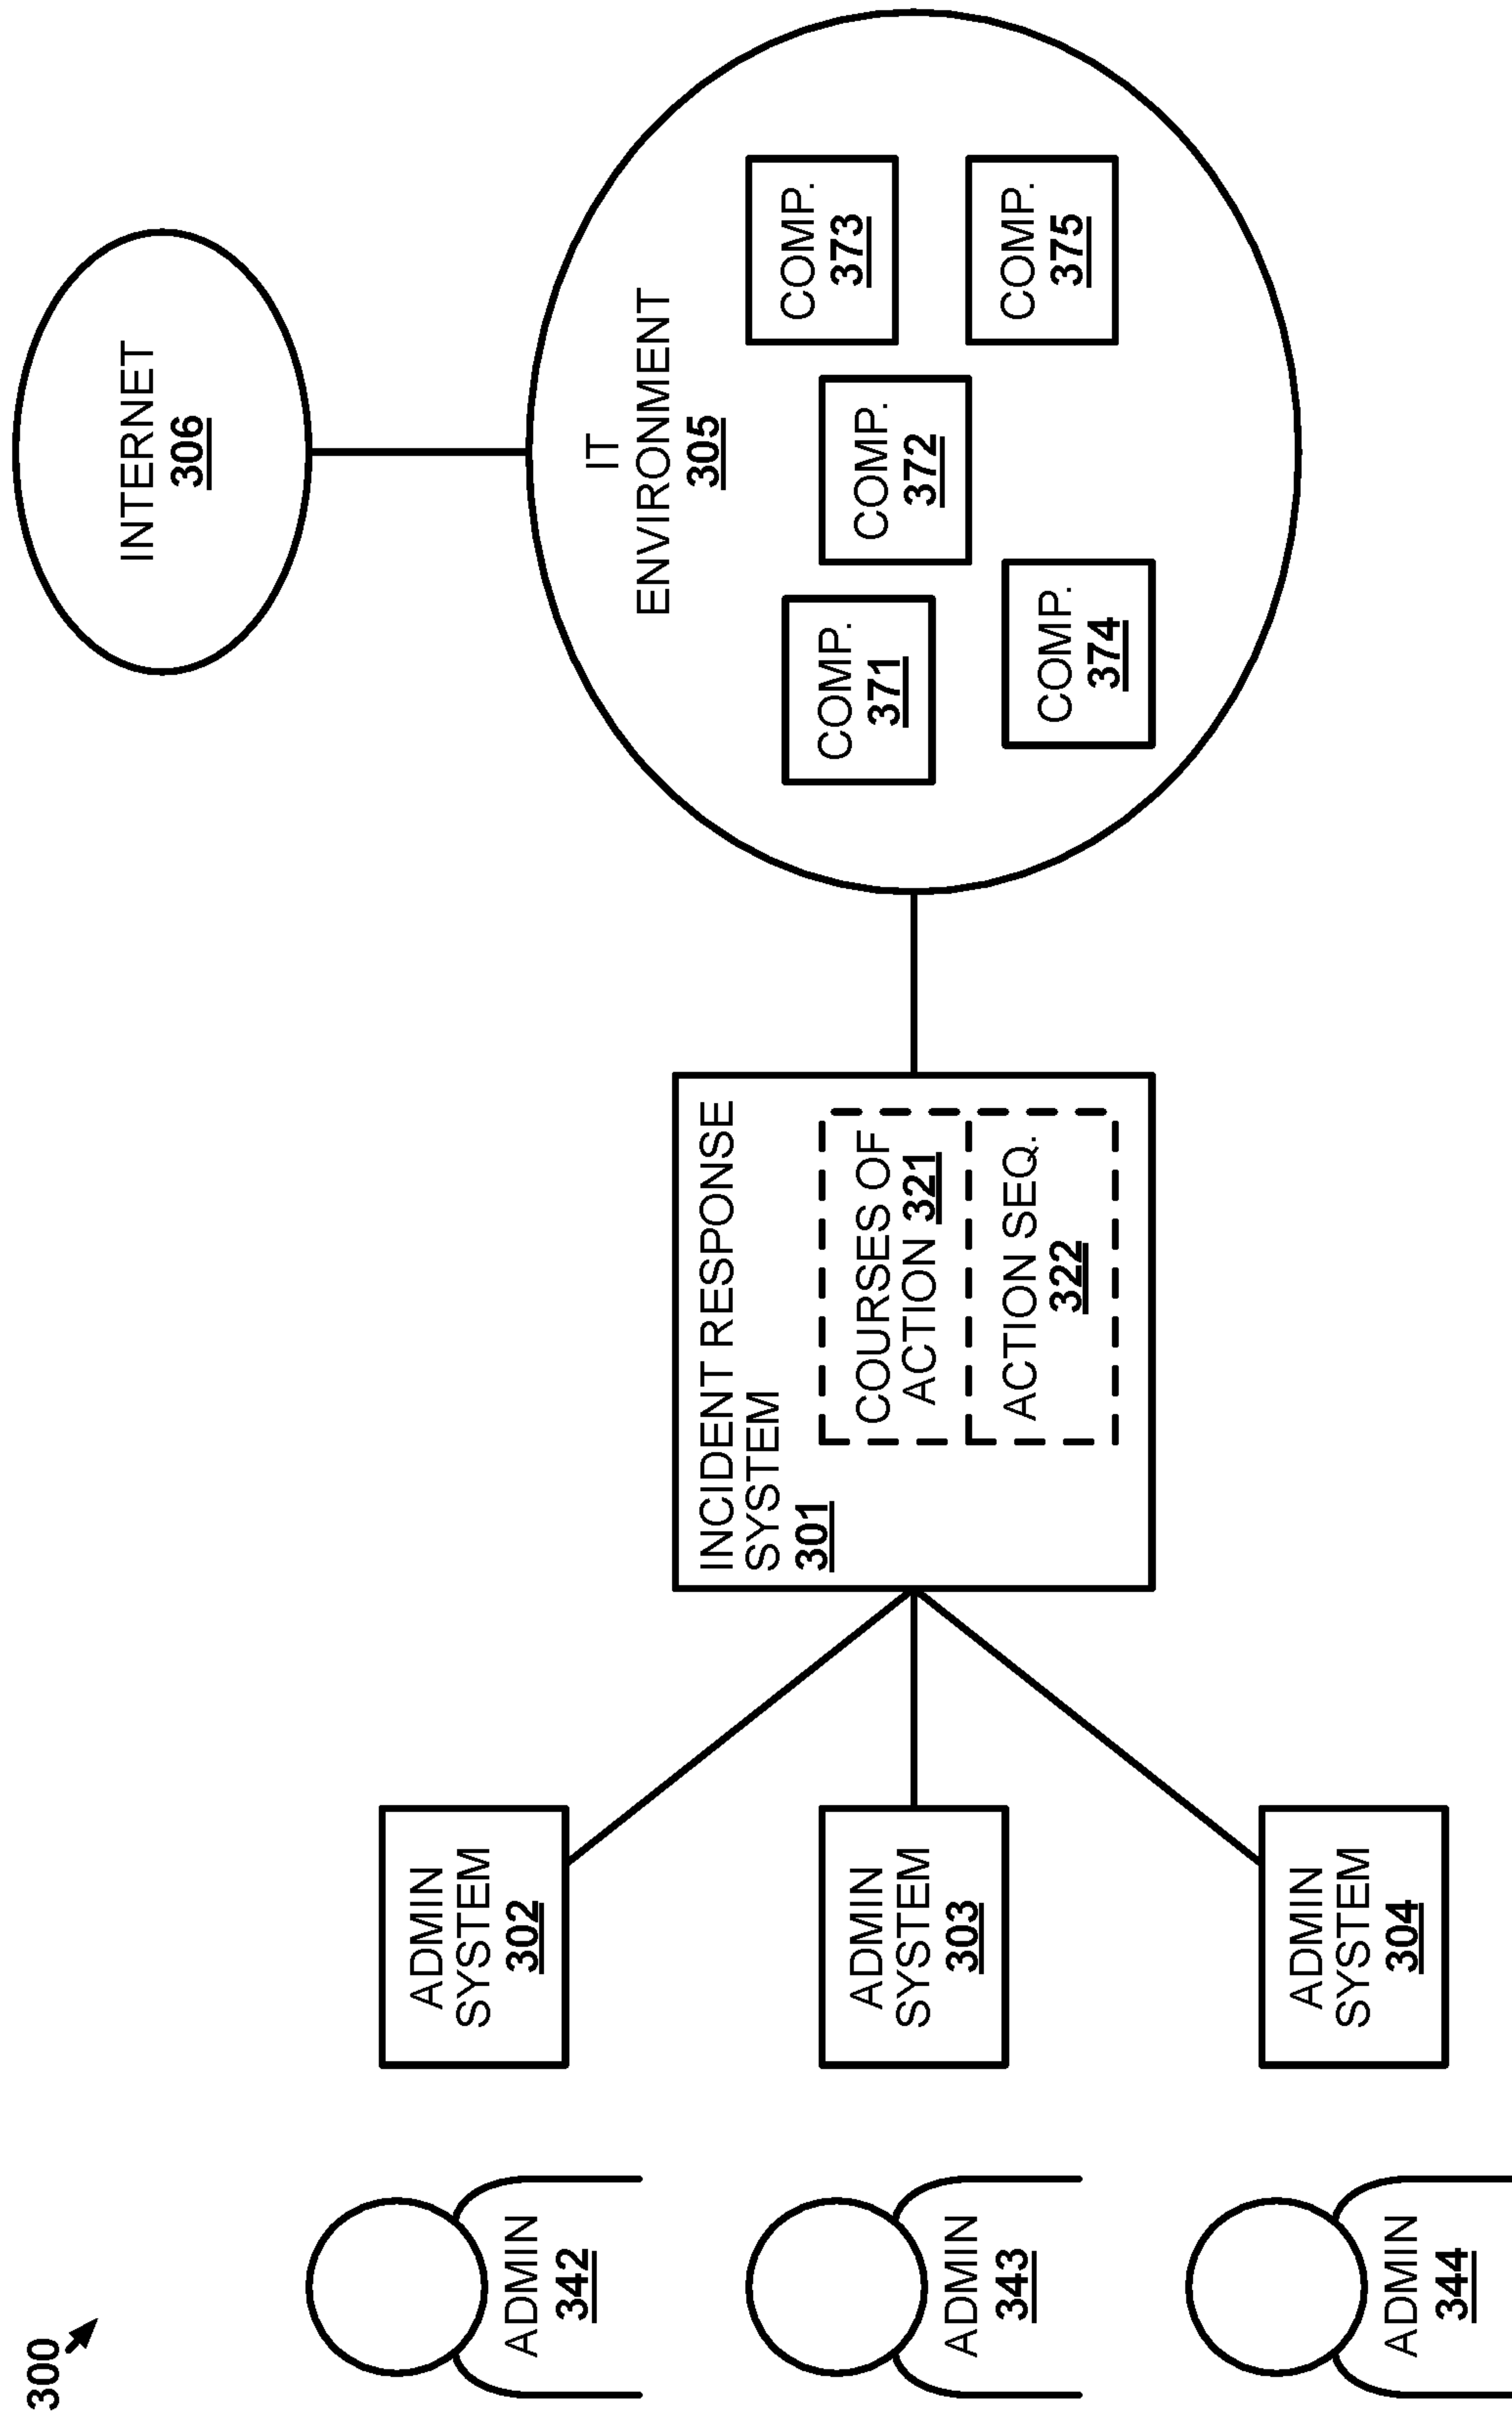 300
INTERNET
306
ADMIN
342
ADMIN
SYSTEM
302
IT
ENVIRONMENT
305
INCIDENT RESPONSE
SYSTEM
301
COURSES OF
ACTION 321
ACTION SEQ.
322
COMP.
371
COMP.
372
COMP.
373
COMP.
374
COMP.
375
ADMIN
343
ADMIN
SYSTEM
303
ADMIN
344
ADMIN
SYSTEM
304